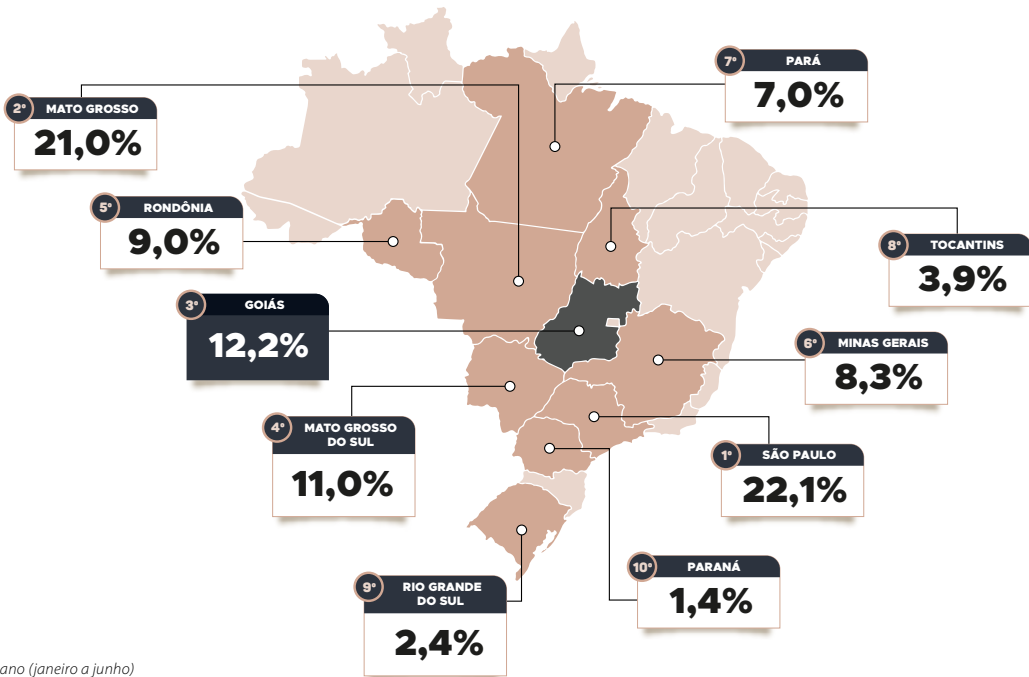 7º PARÁ
7,0%
2º MATO GROSSO
21,0%
5º RONDÔNIA
9,0%
8º TOCANTINS
3,9%
3º GOIÁS
12,2%
6º MINAS GERAIS
8,3%
4º MATO GROSSO
DO SUL
11,0%
1º SÃO PAULO
22,1%
10º PARANÁ
1,4%
9º RIO GRANDE
DO SUL
2,4%
ano (janeiro a junho)